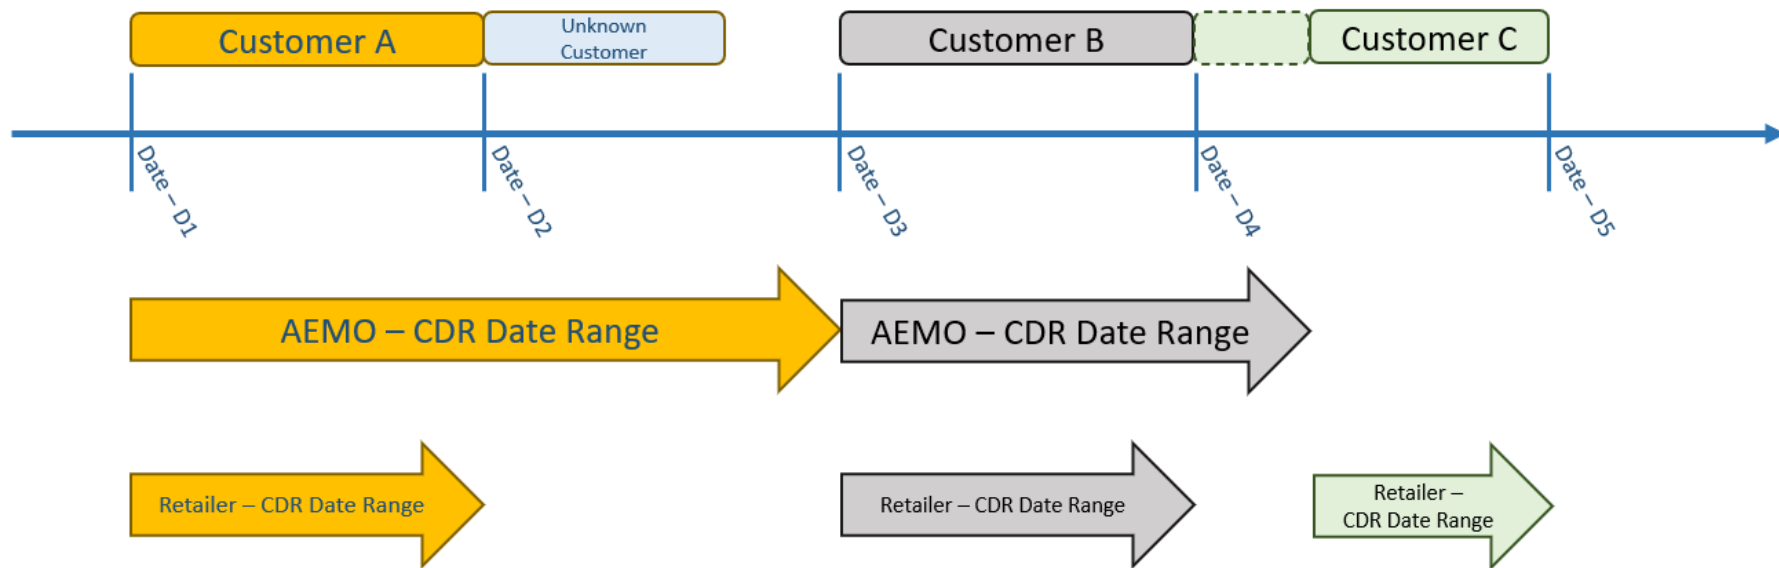 Customer A
Unknown
Customer
Customer B
Customer C
Date – D1
Date – D2
Date – D3
Date – D4
Date – D5
AEMO – CDR Date Range
AEMO – CDR Date Range
Retailer – CDR Date Range
Retailer – CDR Date Range
Retailer –
CDR Date Range